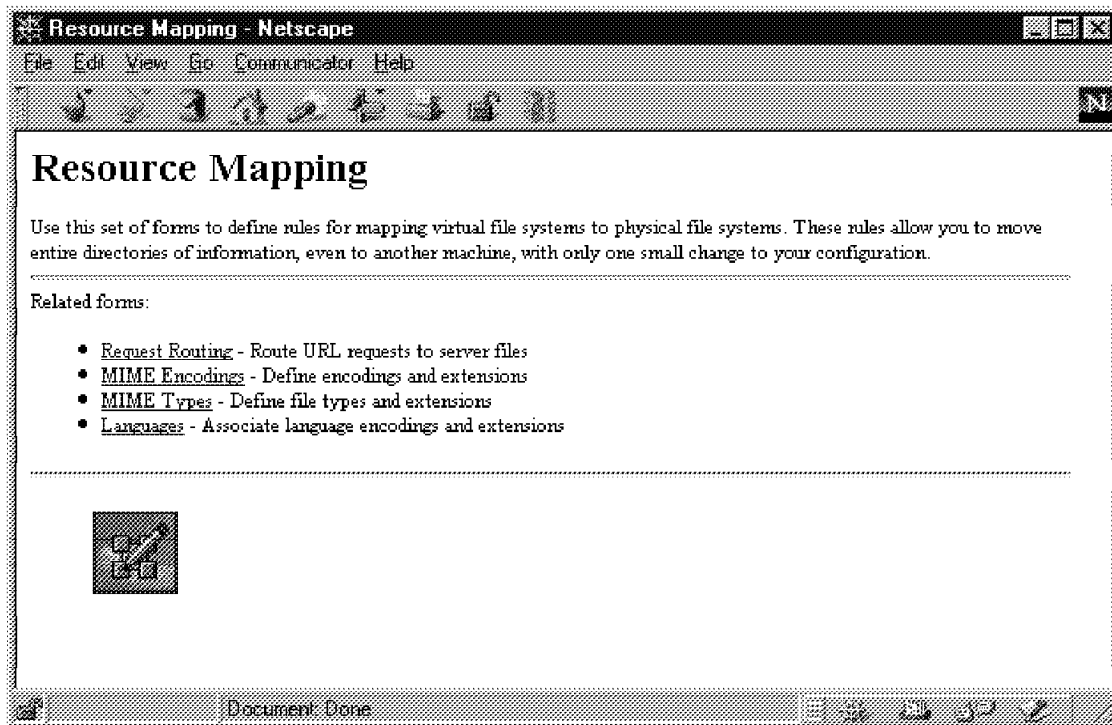 Resource Mapping - Netscape
File Edit View Go Communicator Help
N
Resource Mapping
Use this set of forms to define rules for mapping virtual file systems to physical file systems. These rules allow you to move
entire directories of information, even to another machine, with only one small change to your configuration.
Related forms:
• Request Routing - Route URL requests to server files
• MIME Encodings - Define encodings and extensions
• MIME Types - Define file types and extensions
• Languages - Associate language encodings and extensions
Document: Done